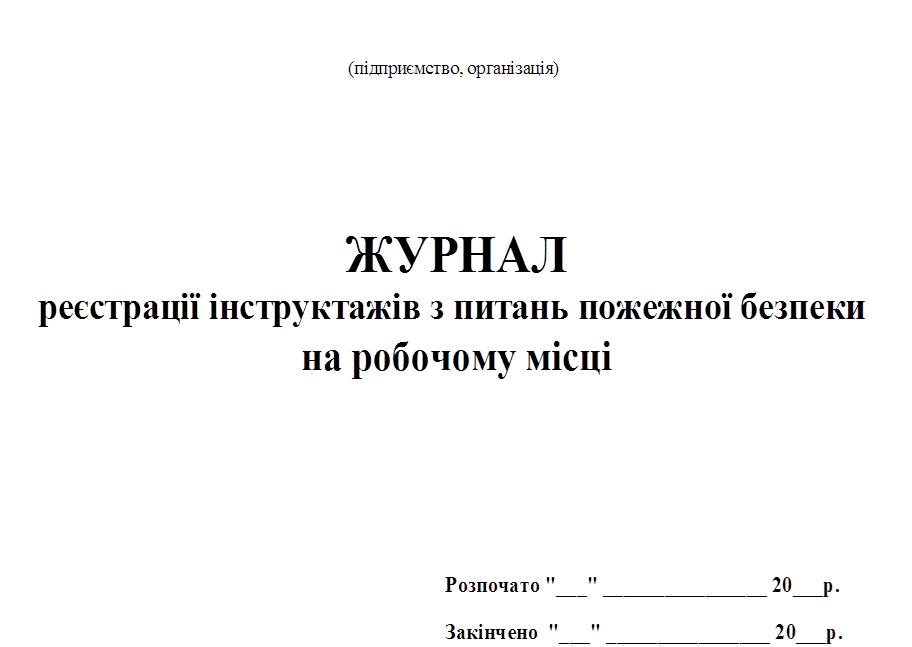 (підприємство, організація)
ЖУРНАЛ
реєстрації інструктажів з питань пожежної безпеки
на робочому місці
Розпочато "___" ________________ 20___р.
Закінчено "___" ________________ 20___р.